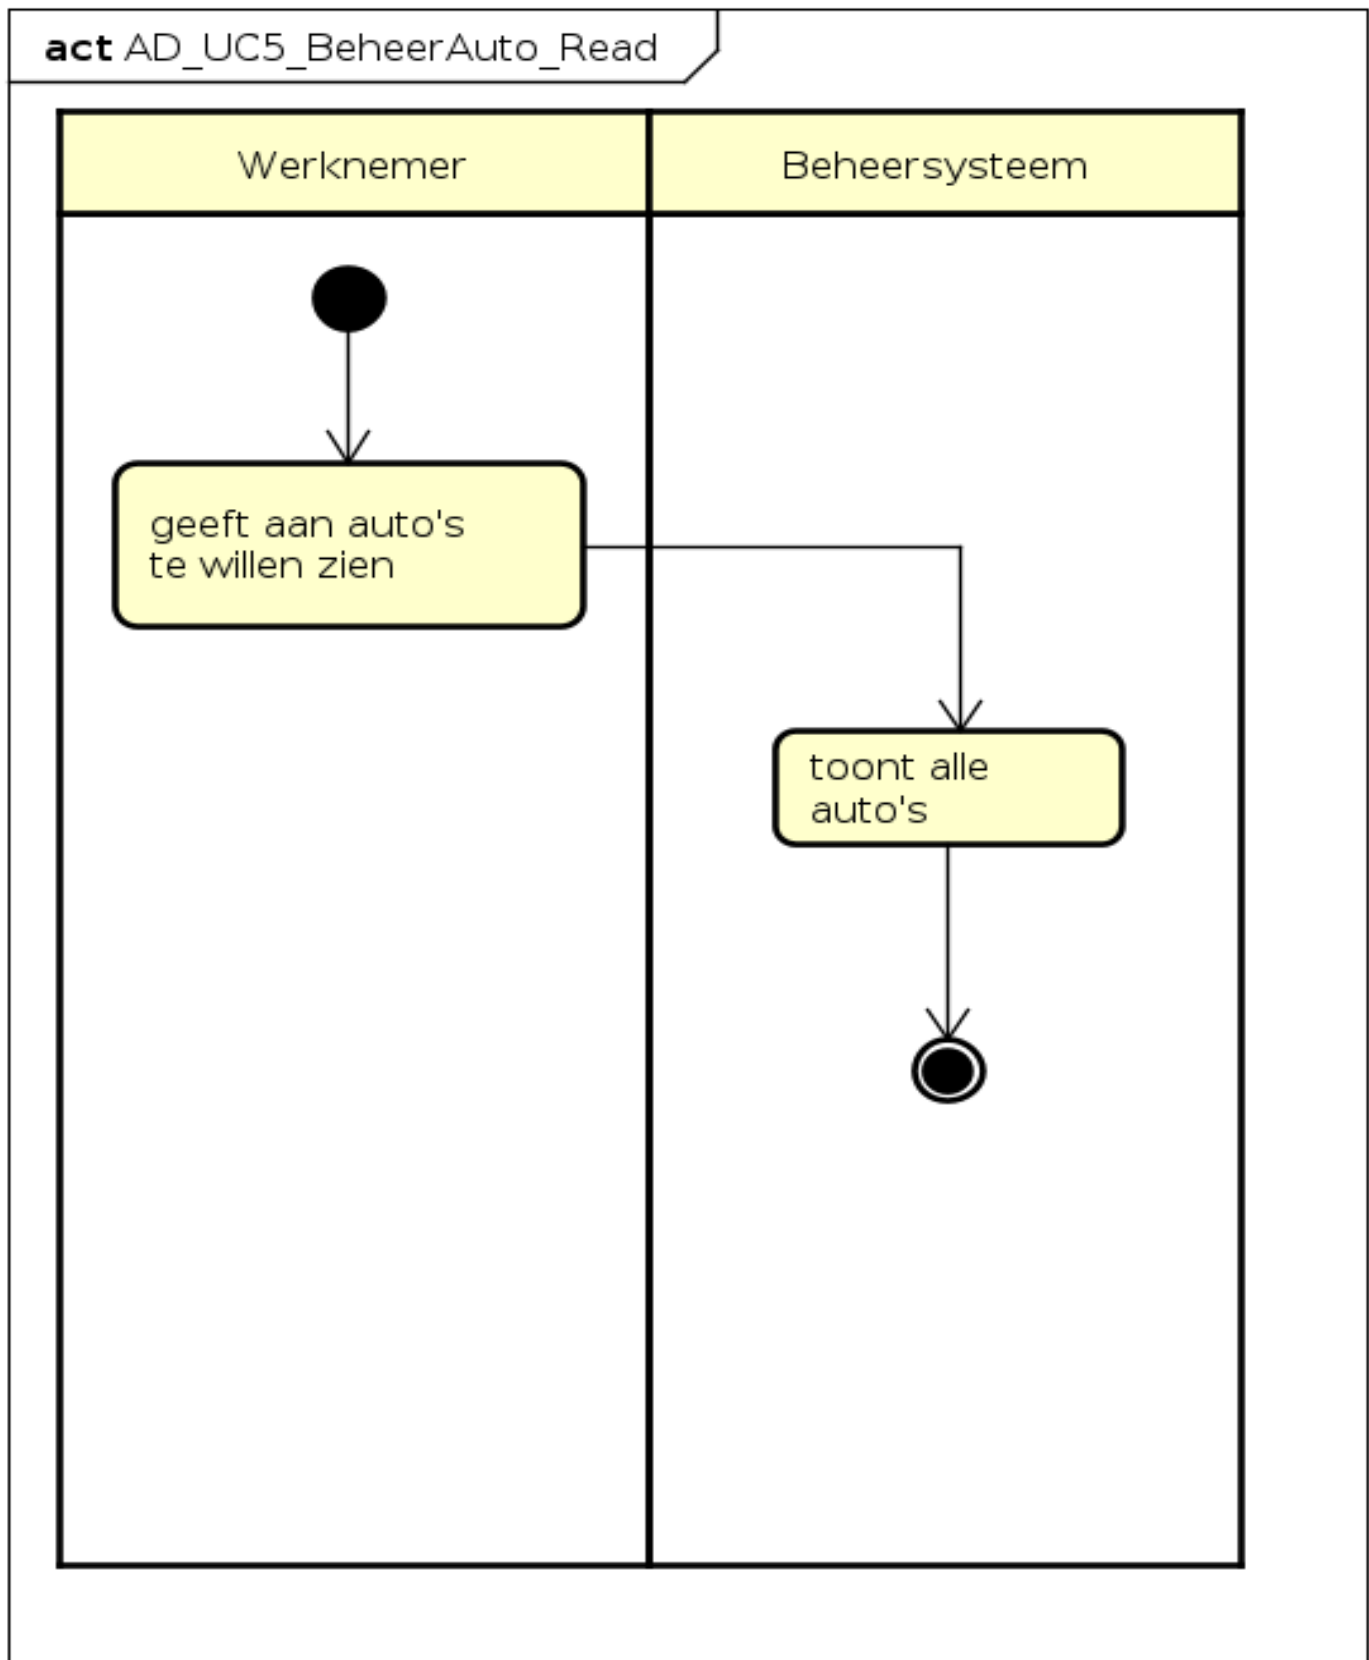 act AD_UC5_BeheerAuto_Read
Werknemer
Beheersysteem
geeft aan auto's
te willen zien
toont alle
auto's